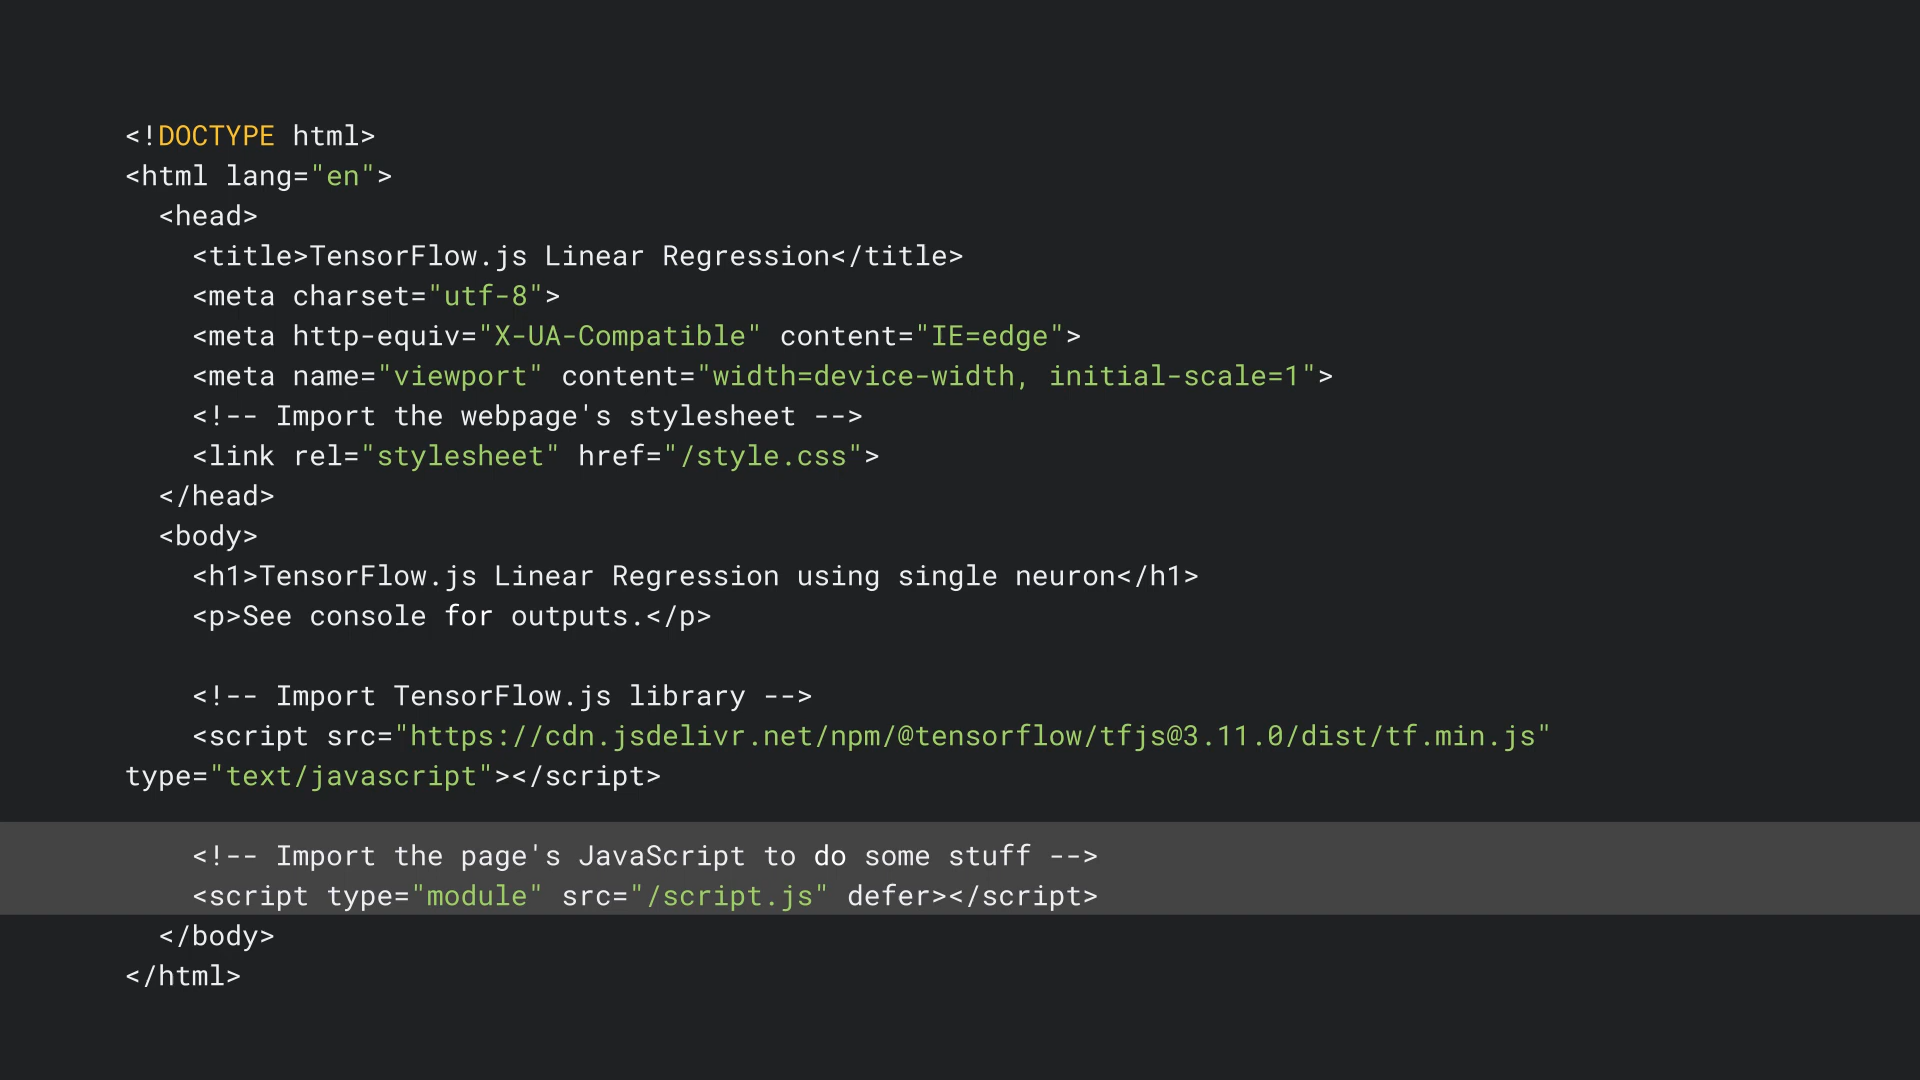 <!DOCTYPE html>
<html lang="en">
  <head>
    <title>TensorFlow.js Linear Regression</title>
    <meta charset="utf-8">
    <meta http-equiv="X-UA-Compatible" content="IE=edge">
    <meta name="viewport" content="width=device-width, initial-scale=1">
    <!-- Import the webpage's stylesheet -->
    <link rel="stylesheet" href="/style.css">
  </head>
  <body>
    <h1>TensorFlow.js Linear Regression using single neuron</h1>
    <p>See console for outputs.</p>

    <!-- Import TensorFlow.js library -->
    <script src="https://cdn.jsdelivr.net/npm/@tensorflow/tfjs@3.11.0/dist/tf.min.js"
type="text/javascript"></script>

    <!-- Import the page's JavaScript to do some stuff -->
    <script type="module" src="/script.js" defer></script>
  </body>
</html>